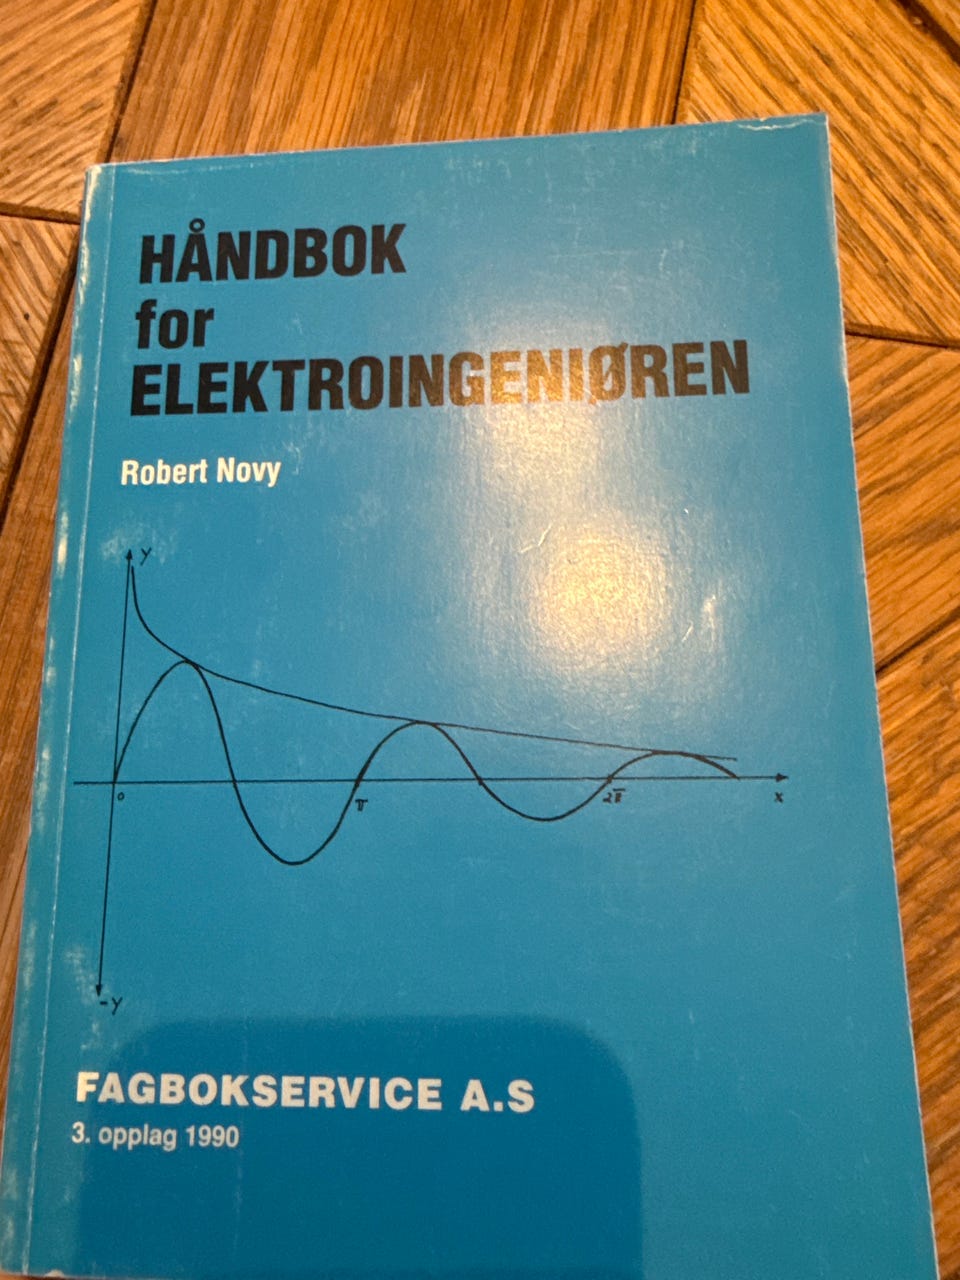 HÅNDBOK
for
ELEKTROINGENIØREN
Robert Novy
y
0
π
2π
x
-y
FAGBOKSERVICE A.S
3. opplag 1990